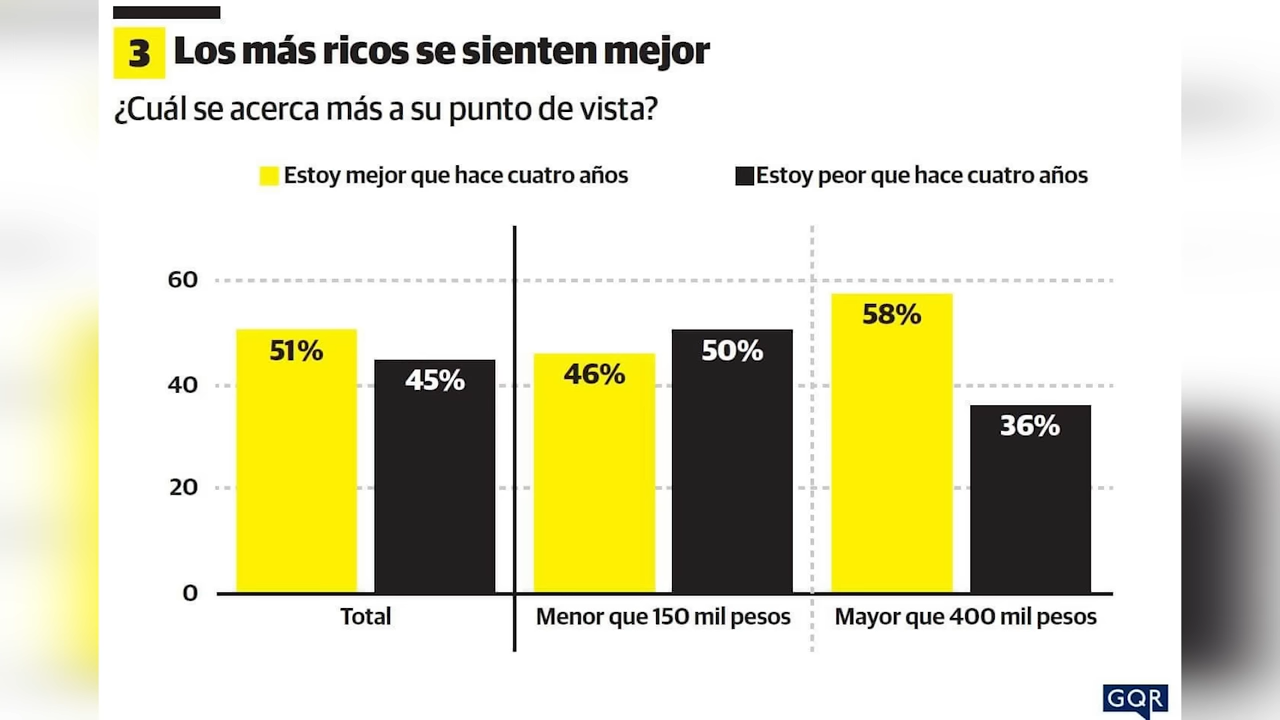 3 Los más ricos se sienten mejor
¿Cuál se acerca más a su punto de vista?
Estoy mejor que hace cuatro años Estoy peor que hace cuatro años
60
40
20
0
51% 45% 46% 50% 58% 36%
Total Menor que 150 mil pesos Mayor que 400 mil pesos
GQR